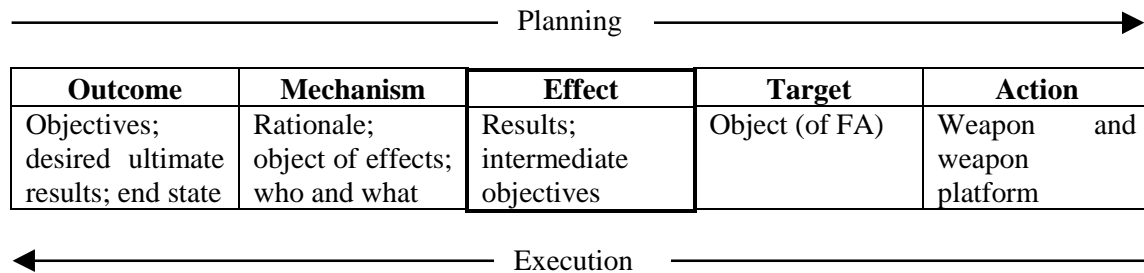 Planning
Outcome Mechanism Effect Target Action
Objectives; Rationale; Results; Object (of FA) Weapon and
desired ultimate object of effects; intermediate weapon
results; end state who and what objectives platform
Execution